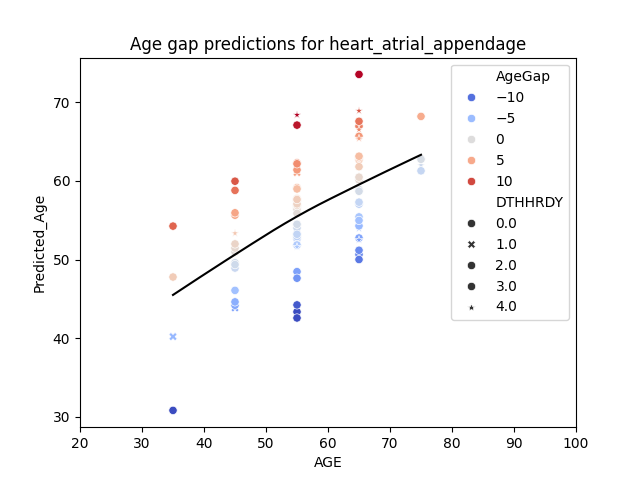 Age gap predictions for heart_atrial_appendage
Predicted_Age
70
60
50
40
30
20 30 40 50 60 70 80 90 100
AGE
AgeGap
−10
−5
0
5
10
DTHHRDY
0.0
1.0
2.0
3.0
4.0